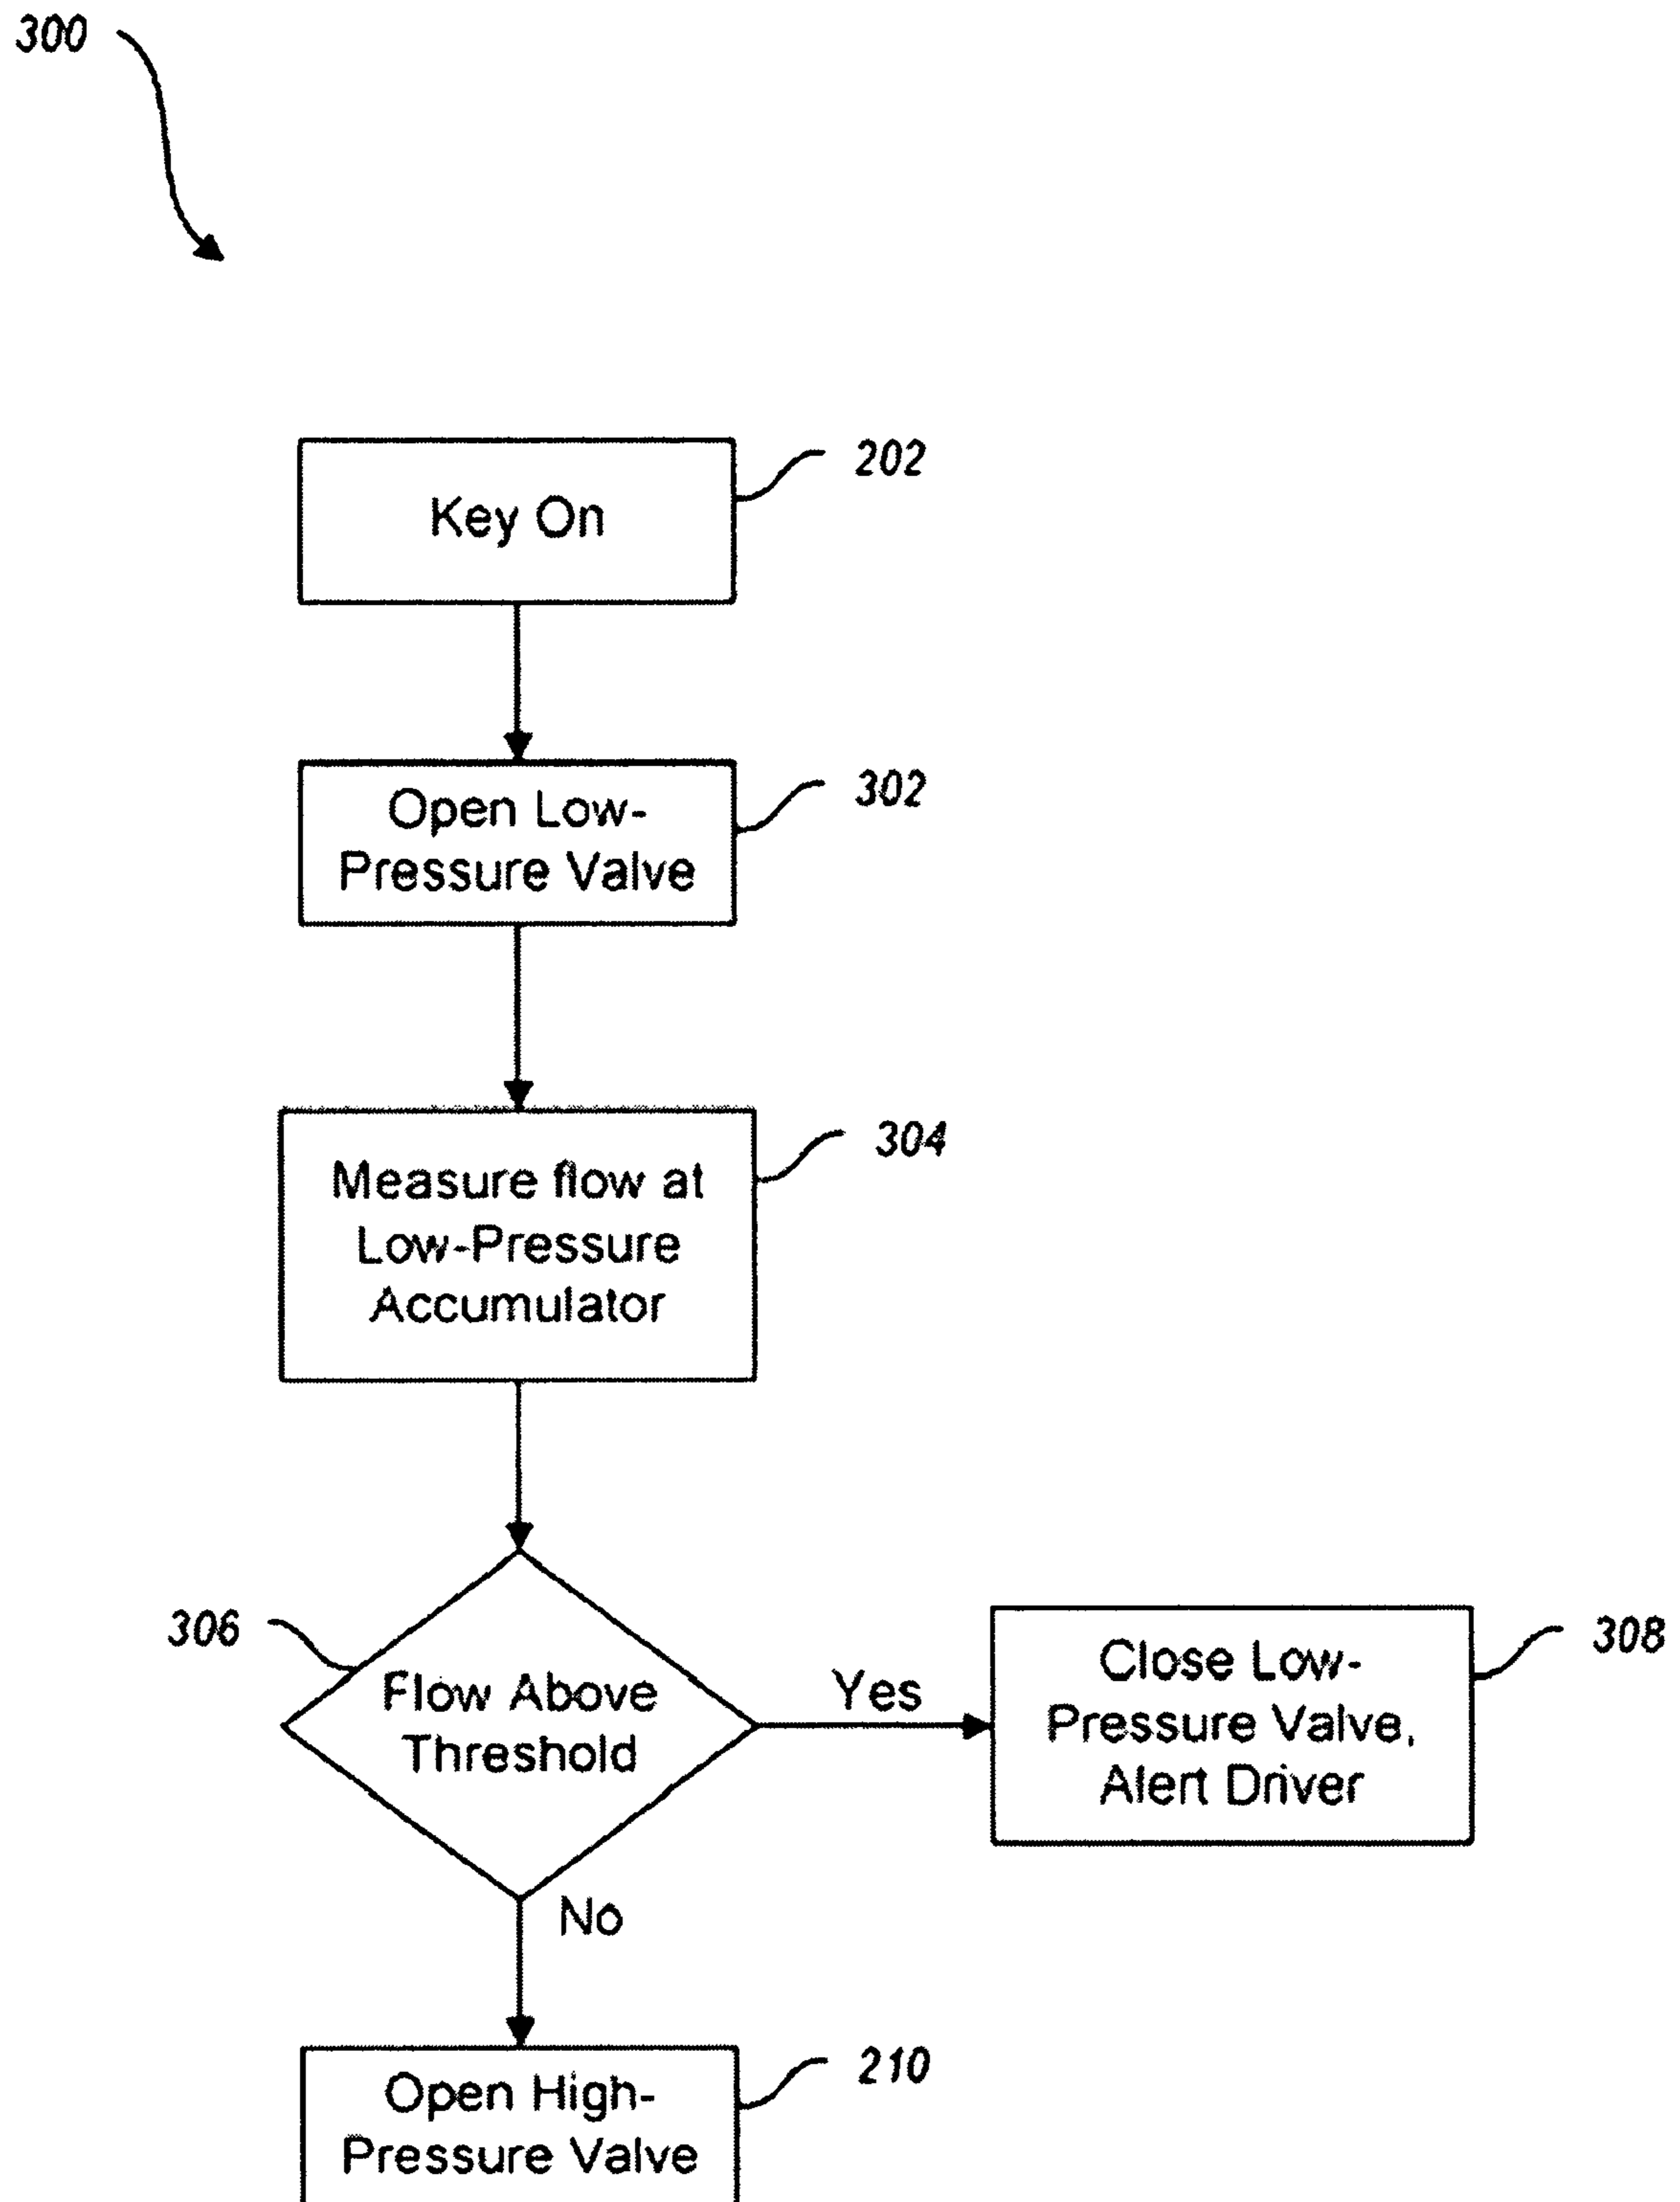 300
202
Key On
302
Open Low-
Pressure Valve
304
Measure flow at
Low-Pressure
Accumulator
306
Flow Above
Threshold
Yes
308
Close Low-
Pressure Valve,
Alert Driver
No
210
Open High-
Pressure Valve